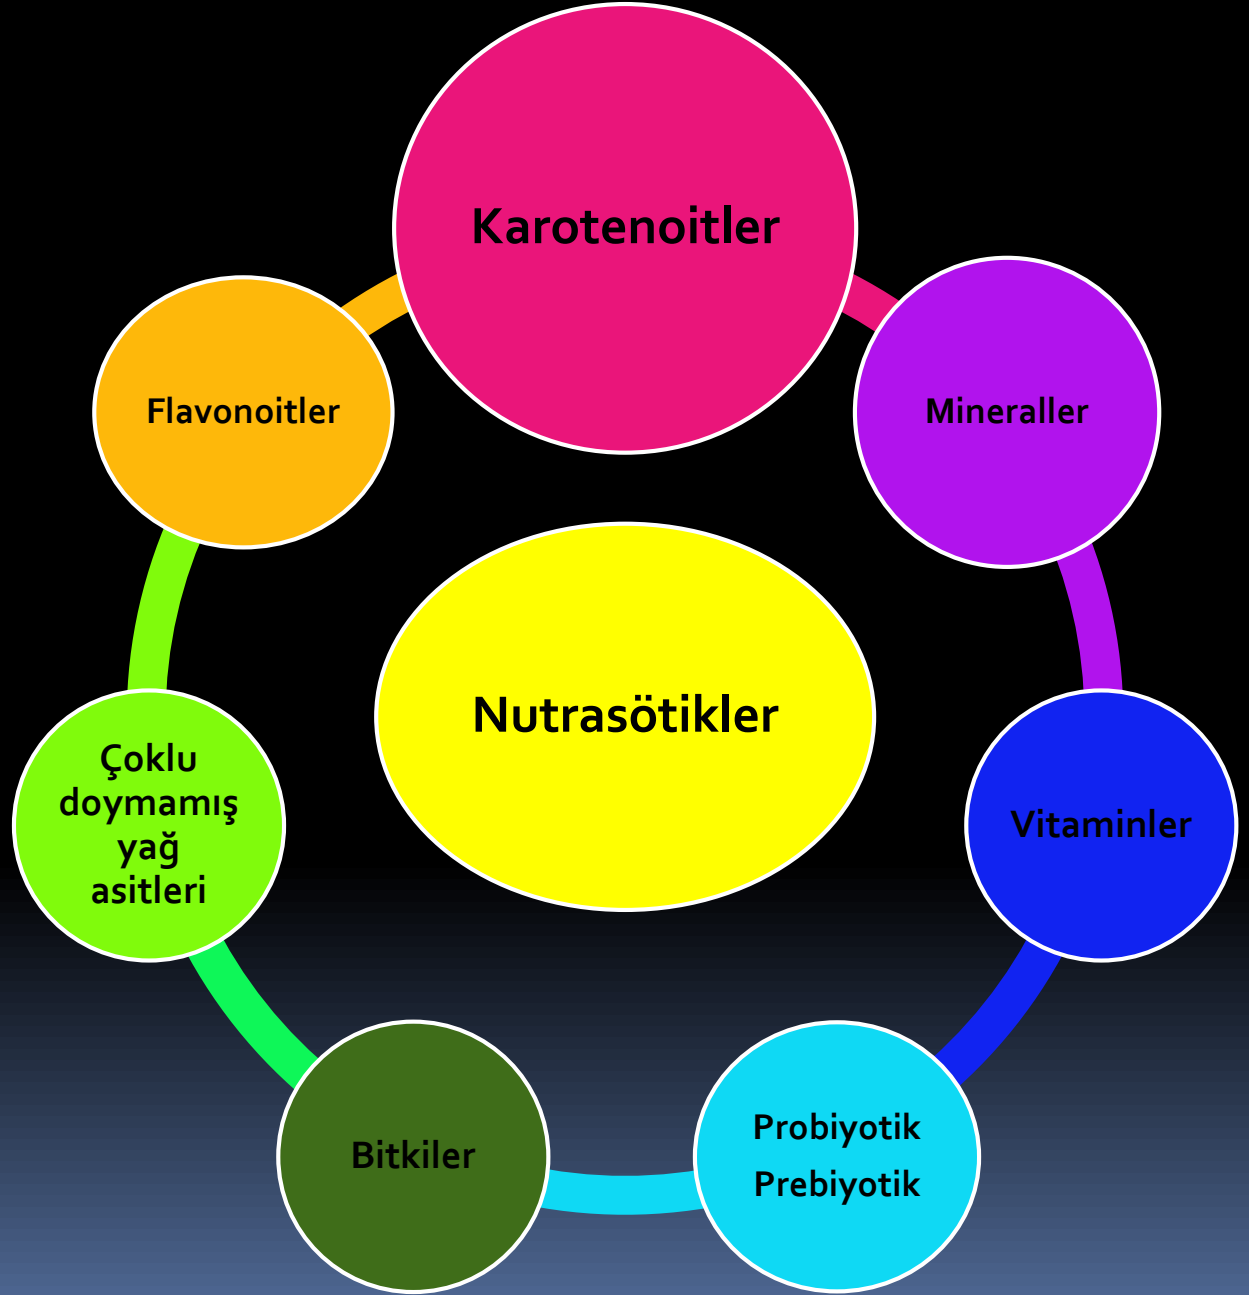 Karotenoitler
Flavonoitler
Mineraller
Nutrasötikler
Çoklu
doymamış
yağ
asitleri
Vitaminler
Bitkiler
Probiyotik
Prebiyotik